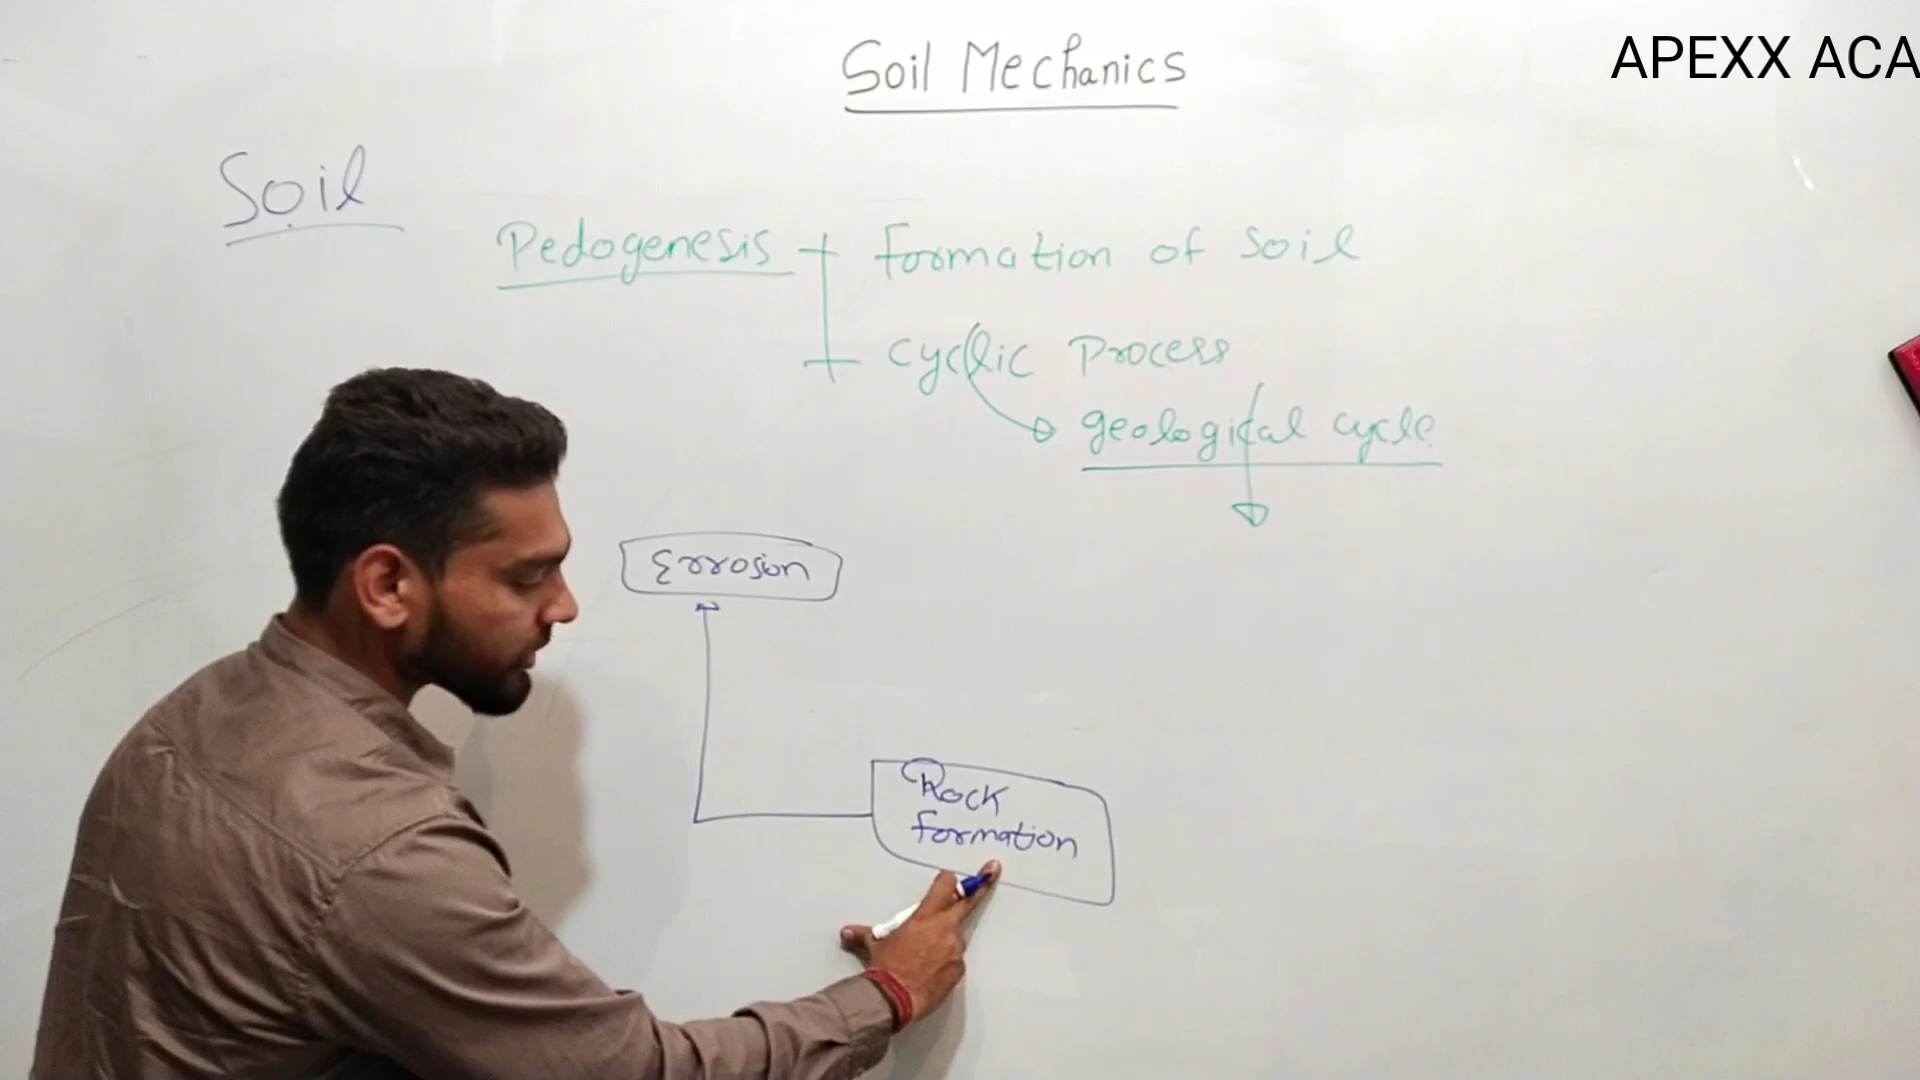 APEXX ACA
Soil Mechanics
Soil
Pedogenesis
Formation of Soil
Cyclic Process
geological cycle
Errosion
Rock
formation